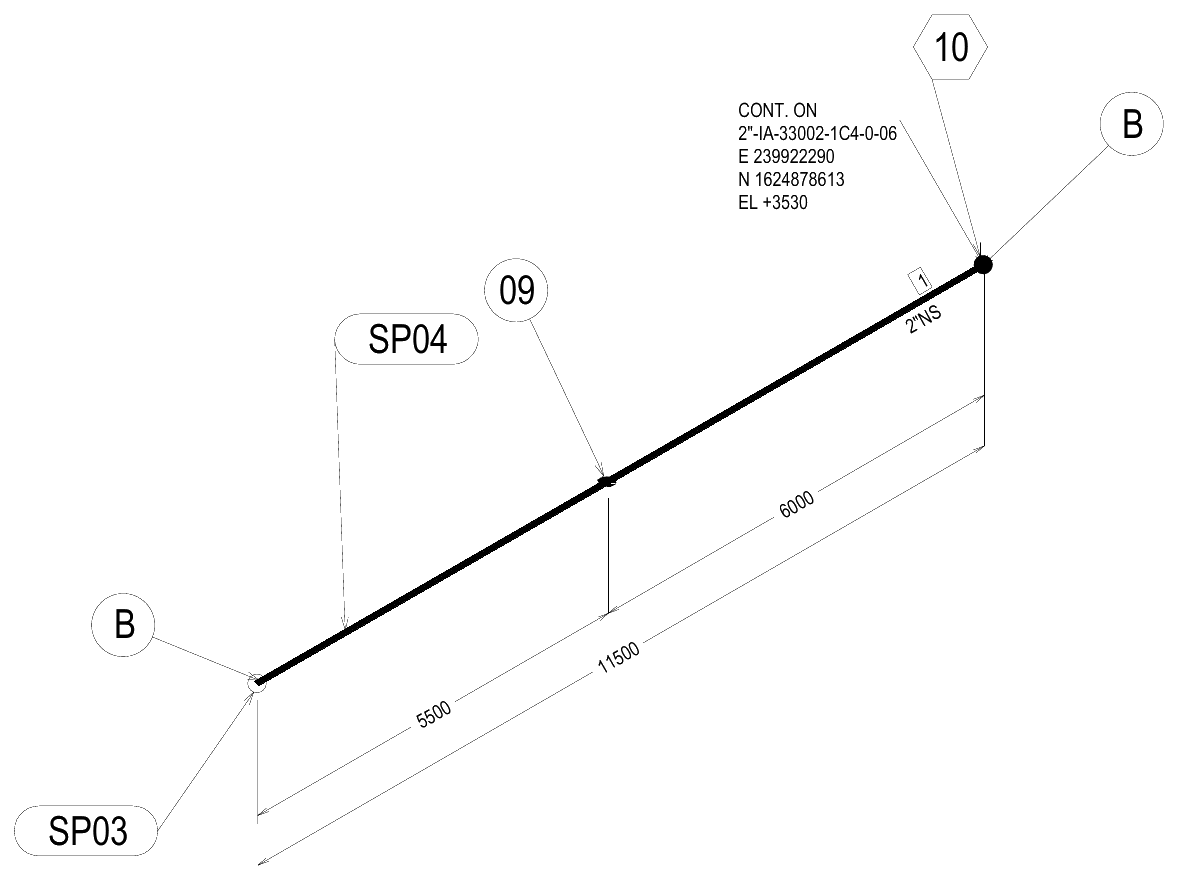 10
CONT. ON
2"-IA-33002-1C4-0-06
E 239922290
N 1624878613
EL +3530
B
09
1
2"NS
SP04
6000
B
11500
5500
SP03